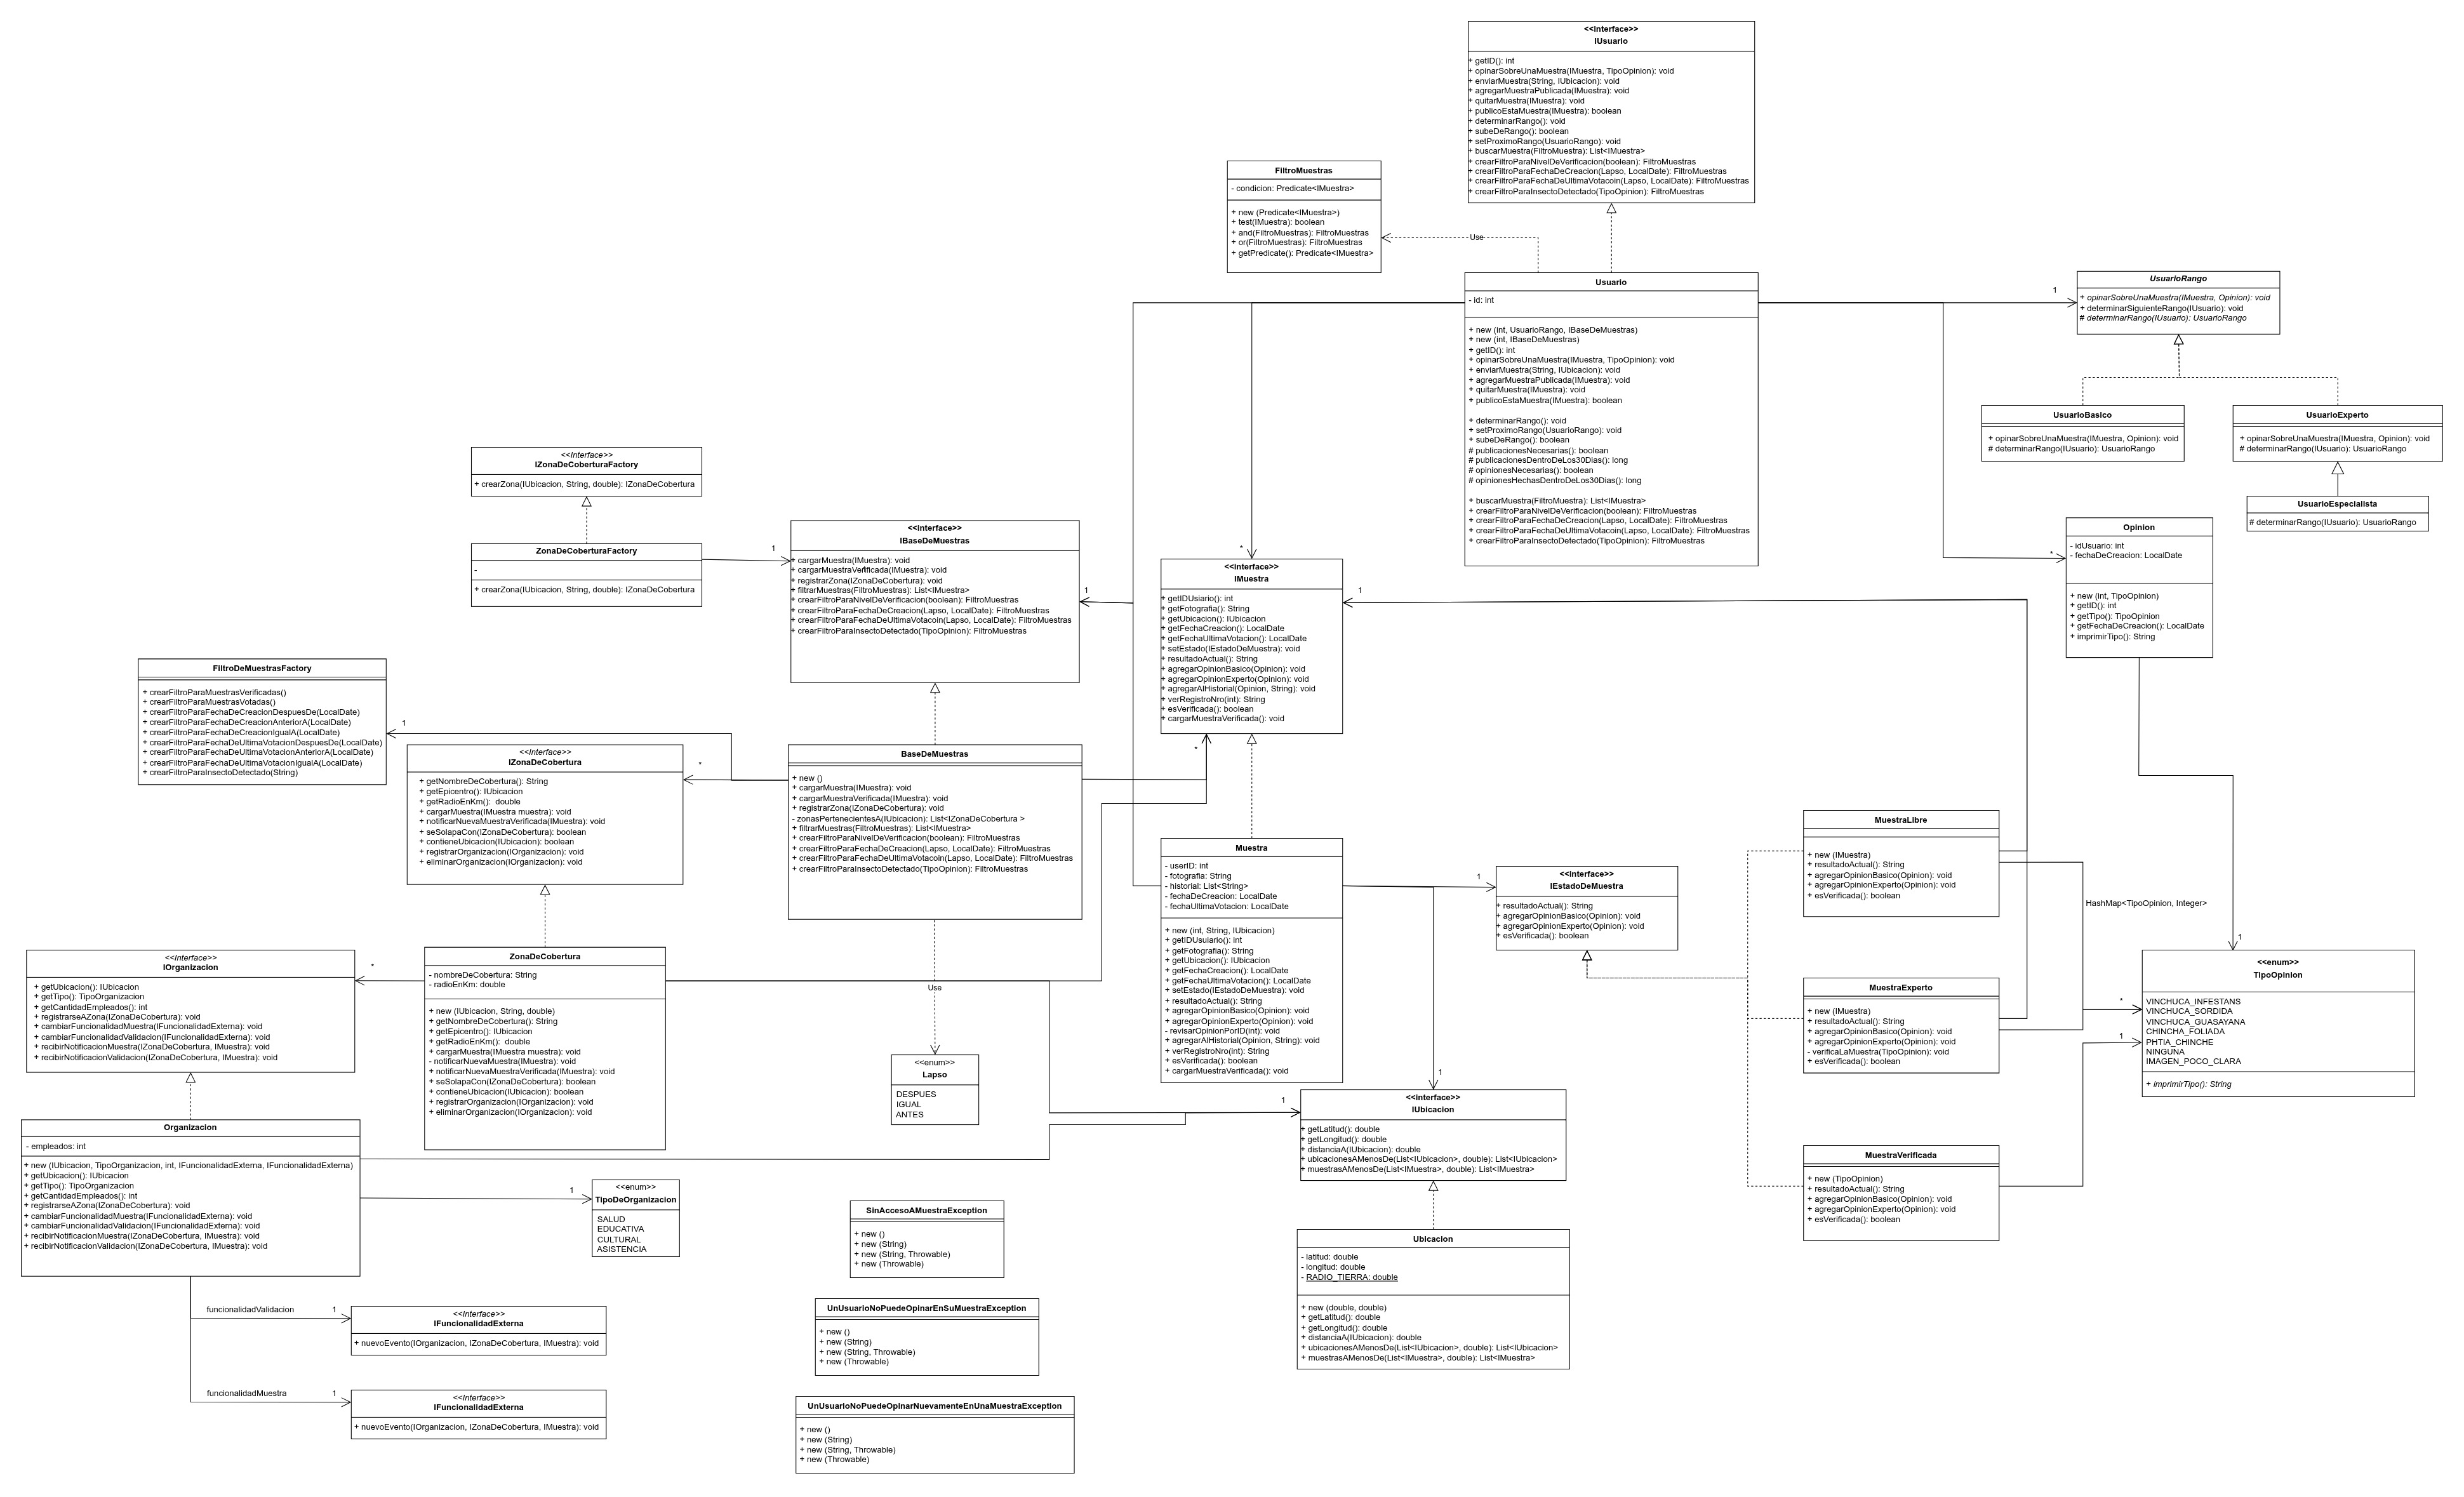 <<interface>>
IUsuario
+ getID(): int
+ opinarSobreUnaMuestra(IMuestra, TipoOpinion): void
+ enviarMuestra(String, IUbicacion): void
+ agregarMuestraPublicada(IMuestra): void
+ quitarMuestra(IMuestra): void
+ publicoEstaMuestra(IMuestra): boolean
+ determinarRango(): void
+ subeDeRango(): boolean
+ setProximoRango(UsuarioRango): void
+ buscarMuestra(FiltroMuestra): List<IMuestra>
+ crearFiltroParaNivelDeVerificacion(boolean): FiltroMuestras
+ crearFiltroParaFechaDeCreacion(Lapso, LocalDate): FiltroMuestras
+ crearFiltroParaFechaDeUltimaVotacoin(Lapso, LocalDate): FiltroMuestras
+ crearFiltroParaInsectoDetectado(TipoOpinion): FiltroMuestras
FiltroMuestras
- condicion: Predicate<IMuestra>
+ new (Predicate<IMuestra>)
+ test(IMuestra): boolean
+ and(FiltroMuestras): FiltroMuestras
+ or(FiltroMuestras): FiltroMuestras
+ getPredicate(): Predicate<IMuestra>
Use
Usuario
- id: int
+ new (int, UsuarioRango, IBaseDeMuestras)
+ new (int, IBaseDeMuestras)
+ getID(): int
+ opinarSobreUnaMuestra(IMuestra, TipoOpinion): void
+ enviarMuestra(String, IUbicacion): void
+ agregarMuestraPublicada(IMuestra): void
+ quitarMuestra(IMuestra): void
+ publicoEstaMuestra(IMuestra): boolean
+ determinarRango(): void
+ setProximoRango(UsuarioRango): void
+ subeDeRango(): boolean
# publicacionesNecesarias(): boolean
# publicacionesDentroDeLos30Dias(): long
# opinionesNecesarias(): boolean
# opinionesHechasDentroDeLos30Dias(): long
+ buscarMuestra(FiltroMuestra): List<IMuestra>
+ crearFiltroParaNivelDeVerificacion(boolean): FiltroMuestras
+ crearFiltroParaFechaDeCreacion(Lapso, LocalDate): FiltroMuestras
+ crearFiltroParaFechaDeUltimaVotacoin(Lapso, LocalDate): FiltroMuestras
+ crearFiltroParaInsectoDetectado(TipoOpinion): FiltroMuestras
1
UsuarioRango
+ opinarSobreUnaMuestra(IMuestra, Opinion): void
+ determinarSiguienteRango(IUsuario): void
# determinarRango(IUsuario): UsuarioRango
UsuarioBasico
+ opinarSobreUnaMuestra(IMuestra, Opinion): void
# determinarRango(IUsuario): UsuarioRango
UsuarioExperto
+ opinarSobreUnaMuestra(IMuestra, Opinion): void
# determinarRango(IUsuario): UsuarioRango
UsuarioEspecialista
# determinarRango(IUsuario): UsuarioRango
*
Opinion
- idUsuario: int
- fechaDeCreacion: LocalDate
+ new (int, TipoOpinion)
+ getID(): int
+ getTipo(): TipoOpinion
+ getFechaDeCreacion(): LocalDate
+ imprimirTipo(): String
<<Interface>>
IZonaDeCoberturaFactory
+ crearZona(IUbicacion, String, double): IZonaDeCobertura
ZonaDeCoberturaFactory
-
+ crearZona(IUbicacion, String, double): IZonaDeCobertura
1
<<interface>>
IBaseDeMuestras
+ cargarMuestra(IMuestra): void
+ cargarMuestraVerificada(IMuestra): void
+ registrarZona(IZonaDeCobertura): void
+ filtrarMuestras(FiltroMuestras): List<IMuestra>
+ crearFiltroParaNivelDeVerificacion(boolean): FiltroMuestras
+ crearFiltroParaFechaDeCreacion(Lapso, LocalDate): FiltroMuestras
+ crearFiltroParaFechaDeUltimaVotacoin(Lapso, LocalDate): FiltroMuestras
+ crearFiltroParaInsectoDetectado(TipoOpinion): FiltroMuestras
1
*
<<interface>>
IMuestra
+ getIDUsiario(): int
+ getFotografia(): String
+ getUbicacion(): IUbicacion
+ getFechaCreacion(): LocalDate
+ getFechaUltimaVotacion(): LocalDate
+ setEstado(IEstadoDeMuestra): void
+ resultadoActual(): String
+ agregarOpinionBasico(Opinion): void
+ agregarOpinionExperto(Opinion): void
+ agregarAlHistorial(Opinion, String): void
+ verRegistroNro(int): String
+ esVerificada(): boolean
+ cargarMuestraVerificada(): void
1
*
FiltroDeMuestrasFactory
+ crearFiltroParaMuestrasVerificadas()
+ crearFiltroParaMuestrasVotadas()
+ crearFiltroParaFechaDeCreacionDespuesDe(LocalDate)
+ crearFiltroParaFechaDeCreacionAnteriorA(LocalDate)
+ crearFiltroParaFechaDeCreacionIgualA(LocalDate)
+ crearFiltroParaFechaDeUltimaVotacionDespuesDe(LocalDate)
+ crearFiltroParaFechaDeUltimaVotacionAnteriorA(LocalDate)
+ crearFiltroParaFechaDeUltimaVotacionIgualA(LocalDate)
+ crearFiltroParaInsectoDetectado(String)
1
<<Interface>>
IZonaDeCobertura
+ getNombreDeCobertura(): String
+ getEpicentro(): IUbicacion
+ getRadioEnKm():  double
+ cargarMuestra(IMuestra muestra): void
+ notificarNuevaMuestraVerificada(IMuestra): void
+ seSolapaCon(IZonaDeCobertura): boolean
+ contieneUbicacion(IUbicacion): boolean
+ registrarOrganizacion(IOrganizacion): void
+ eliminarOrganizacion(IOrganizacion): void
*
BaseDeMuestras
+ new ()
+ cargarMuestra(IMuestra): void
+ cargarMuestraVerificada(IMuestra): void
+ registrarZona(IZonaDeCobertura): void
- zonasPertenecientesA(IUbicacion): List<IZonaDeCobertura >
+ filtrarMuestras(FiltroMuestras): List<IMuestra>
+ crearFiltroParaNivelDeVerificacion(boolean): FiltroMuestras
+ crearFiltroParaFechaDeCreacion(Lapso, LocalDate): FiltroMuestras
+ crearFiltroParaFechaDeUltimaVotacoin(Lapso, LocalDate): FiltroMuestras
+ crearFiltroParaInsectoDetectado(TipoOpinion): FiltroMuestras
Muestra
- userID: int
- fotografia: String
- historial: List<String>
- fechaDeCreacion: LocalDate
- fechaUltimaVotacion: LocalDate
+ new (int, String, IUbicacion)
+ getIDUsuiario(): int
+ getFotografia(): String
+ getUbicacion(): IUbicacion
+ getFechaCreacion(): LocalDate
+ getFechaUltimaVotacion(): LocalDate
+ setEstado(IEstadoDeMuestra): void
+ resultadoActual(): String
+ agregarOpinionBasico(Opinion): void
+ agregarOpinionExperto(Opinion): void
- revisarOpinionPorID(int): void
+ agregarAlHistorial(Opinion, String): void
+ verRegistroNro(int): String
+ esVerificada(): boolean
+ cargarMuestraVerificada(): void
1
<<interface>>
IEstadoDeMuestra
+ resultadoActual(): String
+ agregarOpinionBasico(Opinion): void
+ agregarOpinionExperto(Opinion): void
+ esVerificada(): boolean
MuestraLibre
+ new (IMuestra)
+ resultadoActual(): String
+ agregarOpinionBasico(Opinion): void
+ agregarOpinionExperto(Opinion): void
+ esVerificada(): boolean
HashMap<TipoOpinion, Integer>
MuestraExperto
+ new (IMuestra)
+ resultadoActual(): String
+ agregarOpinionBasico(Opinion): void
+ agregarOpinionExperto(Opinion): void
- verificaLaMuestra(TipoOpinion): void
+ esVerificada(): boolean
MuestraVerificada
+ new (TipoOpinion)
+ resultadoActual(): String
+ agregarOpinionBasico(Opinion): void
+ agregarOpinionExperto(Opinion): void
+ esVerificada(): boolean
1
*
1
<<enum>>
TipoOpinion
VINCHUCA_INFESTANS
VINCHUCA_SORDIDA
VINCHUCA_GUASAYANA
CHINCHA_FOLIADA
PHTIA_CHINCHE
NINGUNA
IMAGEN_POCO_CLARA
+ imprimirTipo(): String
<<Interface>>
IOrganizacion
+ getUbicacion(): IUbicacion
+ getTipo(): TipoOrganizacion
+ getCantidadEmpleados(): int
+ registrarseAZona(IZonaDeCobertura): void
+ cambiarFuncionalidadMuestra(IFuncionalidadExterna): void
+ cambiarFuncionalidadValidacion(IFuncionalidadExterna): void
+ recibirNotificacionMuestra(IZonaDeCobertura, IMuestra): void
+ recibirNotificacionValidacion(IZonaDeCobertura, IMuestra): void
*
ZonaDeCobertura
- nombreDeCobertura: String
- radioEnKm: double
+ new (IUbicacion, String, double)
+ getNombreDeCobertura(): String
+ getEpicentro(): IUbicacion
+ getRadioEnKm():  double
+ cargarMuestra(IMuestra muestra): void
- notificarNuevaMuestra(IMuestra): void
+ notificarNuevaMuestraVerificada(IMuestra): void
+ seSolapaCon(IZonaDeCobertura): boolean
+ contieneUbicacion(IUbicacion): boolean
+ registrarOrganizacion(IOrganizacion): void
+ eliminarOrganizacion(IOrganizacion): void
Use
<<enum>>
Lapso
DESPUES
IGUAL
ANTES
1
1
<<interface>>
IUbicacion
+ getLatitud(): double
+ getLongitud(): double
+ distanciaA(IUbicacion): double
+ ubicacionesAMenosDe(List<IUbicacion>, double): List<IUbicacion>
+ muestrasAMenosDe(List<IMuestra>, double): List<IMuestra>
Ubicacion
- latitud: double
- longitud: double
- RADIO_TIERRA: double
+ new (double, double)
+ getLatitud(): double
+ getLongitud(): double
+ distanciaA(IUbicacion): double
+ ubicacionesAMenosDe(List<IUbicacion>, double): List<IUbicacion>
+ muestrasAMenosDe(List<IMuestra>, double): List<IMuestra>
Organizacion
- empleados: int
+ new (IUbicacion, TipoOrganizacion, int, IFuncionalidadExterna, IFuncionalidadExterna)
+ getUbicacion(): IUbicacion
+ getTipo(): TipoOrganizacion
+ getCantidadEmpleados(): int
+ registrarseAZona(IZonaDeCobertura): void
+ cambiarFuncionalidadMuestra(IFuncionalidadExterna): void
+ cambiarFuncionalidadValidacion(IFuncionalidadExterna): void
+ recibirNotificacionMuestra(IZonaDeCobertura, IMuestra): void
+ recibirNotificacionValidacion(IZonaDeCobertura, IMuestra): void
1
<<enum>>
TipoDeOrganizacion
SALUD
EDUCATIVA
CULTURAL
ASISTENCIA
funcionalidadValidacion
1
<<Interface>>
IFuncionalidadExterna
+ nuevoEvento(IOrganizacion, IZonaDeCobertura, IMuestra): void
funcionalidadMuestra
1
<<Interface>>
IFuncionalidadExterna
+ nuevoEvento(IOrganizacion, IZonaDeCobertura, IMuestra): void
SinAccesoAMuestraException
+ new ()
+ new (String)
+ new (String, Throwable)
+ new (Throwable)
UnUsuarioNoPuedeOpinarEnSuMuestraException
+ new ()
+ new (String)
+ new (String, Throwable)
+ new (Throwable)
UnUsuarioNoPuedeOpinarNuevamenteEnUnaMuestraException
+ new ()
+ new (String)
+ new (String, Throwable)
+ new (Throwable)